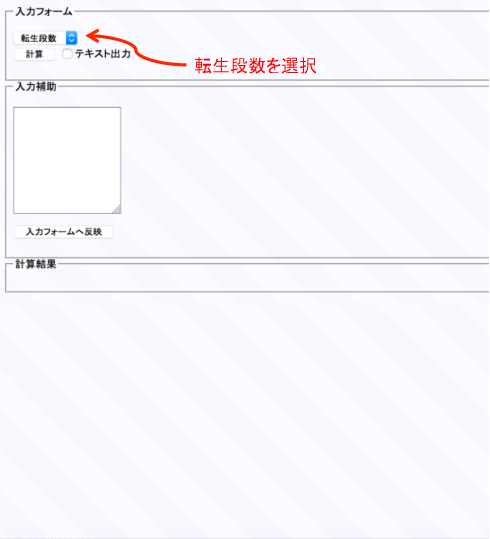 入力フォーム
転生段数
計算 テキスト出力
転生段数を選択
入力補助
入力フォームへ反映
計算結果